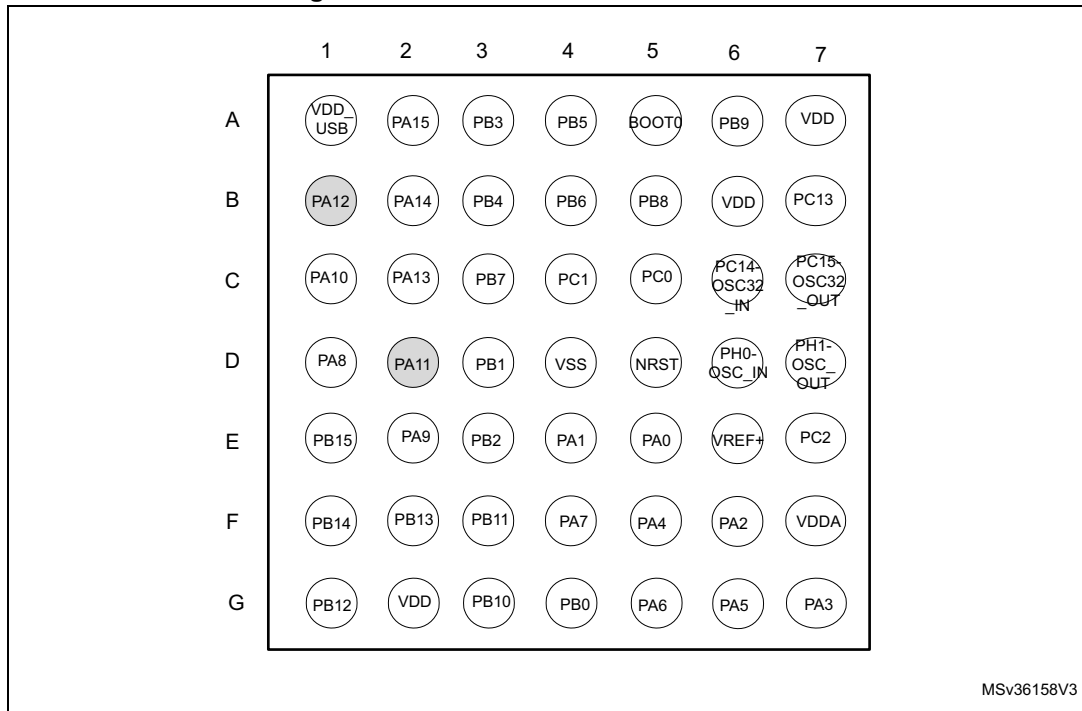 1 2 3 4 5 6 7
A VDD_ USB PA15 PB3 PB5 BOOT0 PB9 VDD
B PA12 PA14 PB4 PB6 PB8 VDD PC13
C PA10 PA13 PB7 PC1 PC0 PC14-OSC32_IN PC15-OSC32_OUT
D PA8 PA11 PB1 VSS NRST PH0-OSC_IN PH1-OSC_OUT
E PB15 PA9 PB2 PA1 PA0 VREF+ PC2
F PB14 PB13 PB11 PA7 PA4 PA2 VDDA
G PB12 VDD PB10 PB0 PA6 PA5 PA3
MSv36158V3